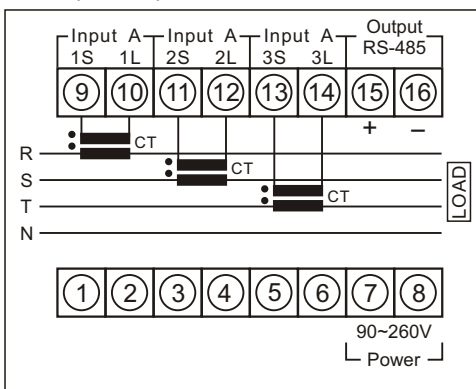 Input A Input A Input A Output
RS-485
1S 1L 2S 2L 3S 3L
9 10 11 12 13 14 15 16
+ –
CT
R
CT
S
CT
T
LOAD
N
1 2 3 4 5 6 7 8
90~260V
Power